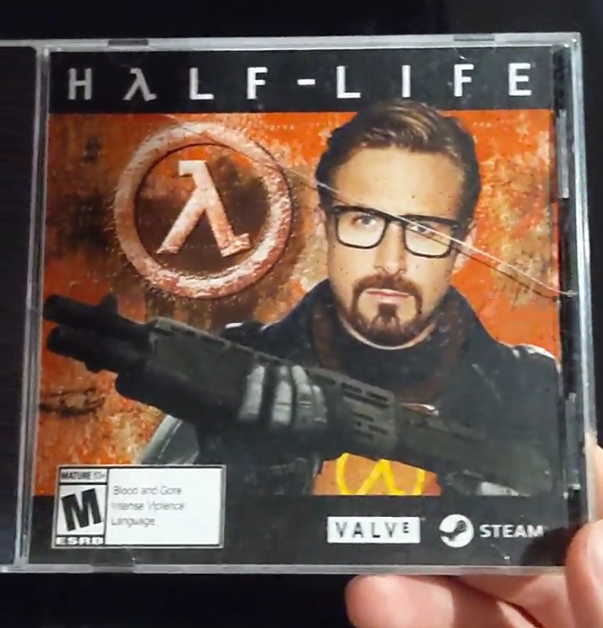 HλLF-LIFE
MATURE 17+
M
ESRB
Blood and Gore
Intense Violence
Language
VALVE
STEAM